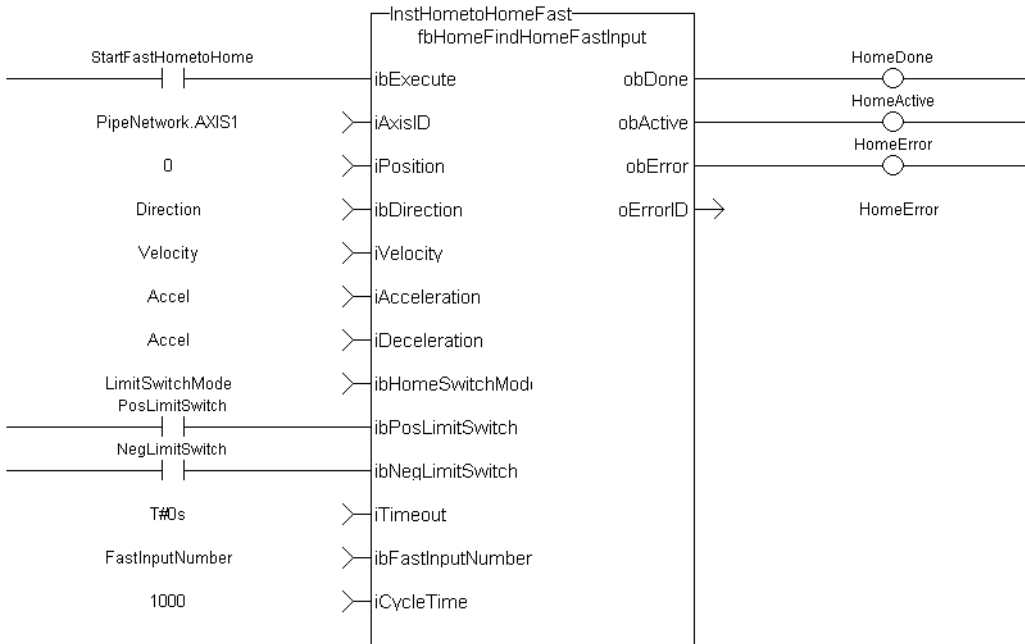 InstHometoHomeFast
fbHomeFindHomeFastInput
StartFastHometoHome
ibExecute
obDone
HomeDone
PipeNetwork.AXIS1
iAxisID
obActive
HomeActive
0
iPosition
obError
HomeError
Direction
ibDirection
oErrorID
HomeError
Velocity
iVelocity
Accel
iAcceleration
Accel
iDeceleration
LimitSwitchMode
ibHomeSwitchMod
PosLimitSwitch
ibPosLimitSwitch
NegLimitSwitch
ibNegLimitSwitch
T#0s
iTimeout
FastInputNumber
ibFastInputNumber
1000
iCycleTime